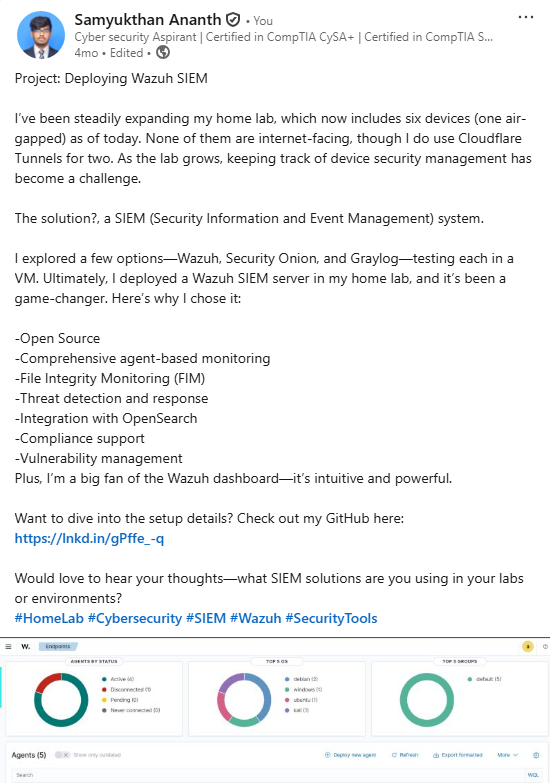 Samyukthan Ananth • You
Cyber security Aspirant | Certified in CompTIA CySA+ | Certified in CompTIA S...
4mo • Edited •
Project: Deploying Wazuh SIEM
I've been steadily expanding my home lab, which now includes six devices (one air-
gapped) as of today. None of them are internet-facing, though I do use Cloudflare
Tunnels for two. As the lab grows, keeping track of device security management has
become a challenge.
The solution?, a SIEM (Security Information and Event Management) system.
I explored a few options—Wazuh, Security Onion, and Graylog—testing each in a
VM. Ultimately, I deployed a Wazuh SIEM server in my home lab, and it's been a
game-changer. Here's why I chose it:
-Open Source
-Comprehensive agent-based monitoring
-File Integrity Monitoring (FIM)
-Threat detection and response
-Integration with OpenSearch
-Compliance support
-Vulnerability management
Plus, I'm a big fan of the Wazuh dashboard—it's intuitive and powerful.
Want to dive into the setup details? Check out my GitHub here:
https://lnkd.in/gPffe_-q
Would love to hear your thoughts—what SIEM solutions are you using in your labs
or environments?
#HomeLab #Cybersecurity #SIEM #Wazuh #SecurityTools
W. Endpoints
AGENTS BY STATUS
Active (4)
Disconnected (1)
Pending (0)
Never connected (0)
TOP 5 OS
debian (2)
windows (1)
ubuntu (1)
kali (1)
TOP 5 GROUPS
default (5)
Agents (5) Show only outdated Deploy new agent Refresh Export formatted More
Search WQL